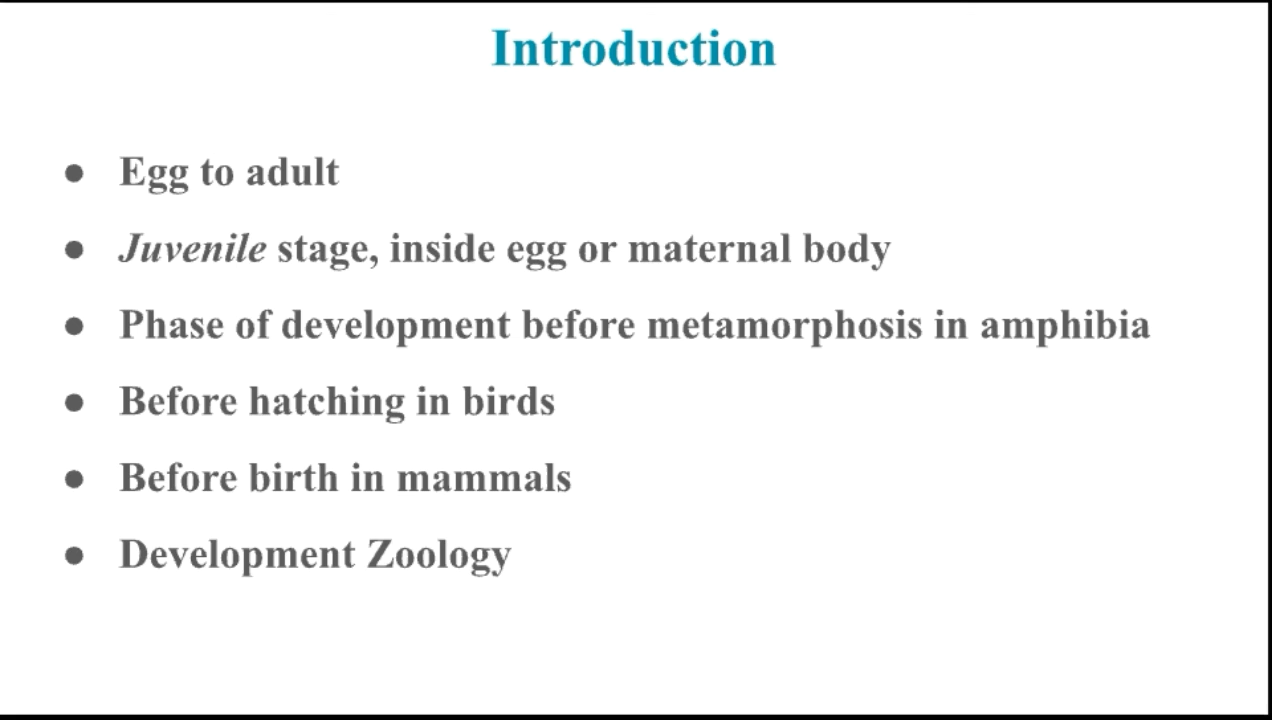 Introduction
● Egg to adult
● Juvenile stage, inside egg or maternal body
● Phase of development before metamorphosis in amphibia
● Before hatching in birds
● Before birth in mammals
● Development Zoology